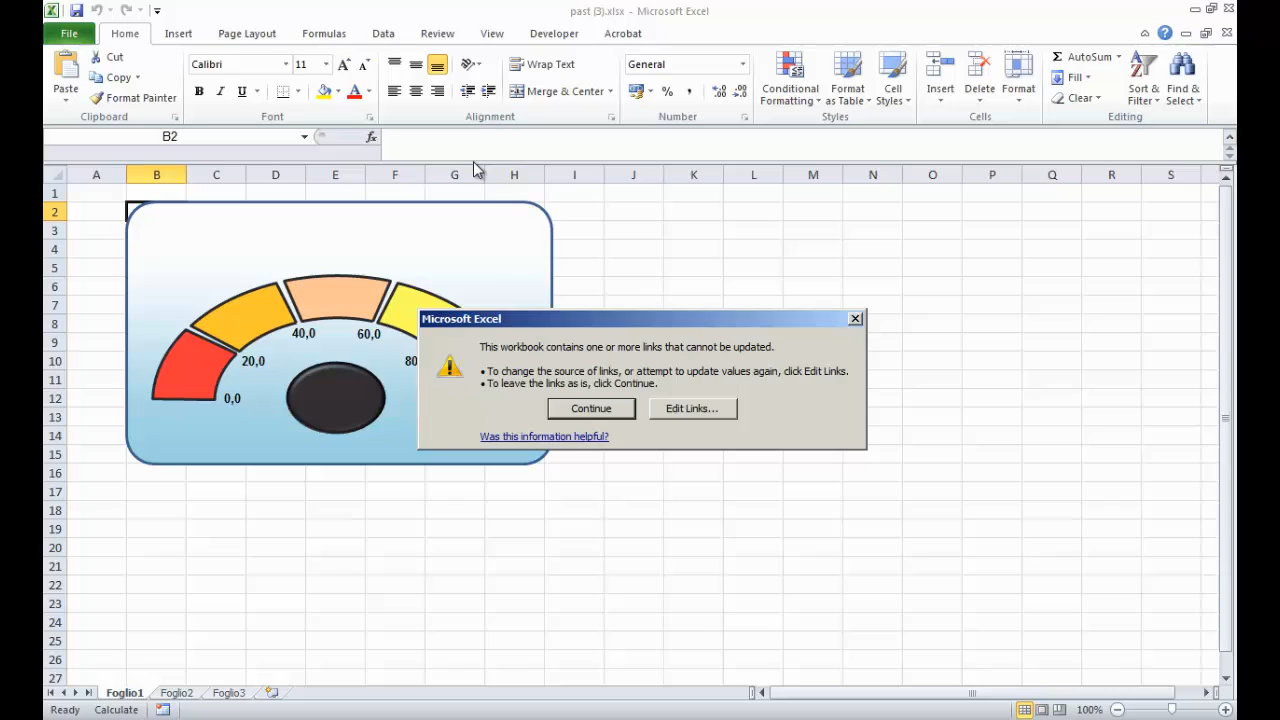 past (3).xlsx - Microsoft Excel
File Home Insert Page Layout Formulas Data Review View Developer Acrobat
Cut
Copy
Format Painter
Paste
Clipboard
Calibri 11
B I U
Font
Wrap Text
Merge & Center
Alignment
General
% ,
Number
Conditional Formatting
Format as Table
Cell Styles
Styles
Insert Delete Format
Cells
Σ AutoSum
Fill
Clear
Sort & Filter
Find & Select
Editing
B2 fx
A B C D E F G H I J K L M N O P Q R S
1
2
3
4
5
6
7
8
9
10
11
12
13
14
15
16
17
18
19
20
21
22
23
24
25
26
27
40,0 60,0
20,0 80
0,0
Microsoft Excel
This workbook contains one or more links that cannot be updated.
• To change the source of links, or attempt to update values again, click Edit Links.
• To leave the links as is, click Continue.
Continue Edit Links...
Was this information helpful?
Foglio1 Foglio2 Foglio3
Ready Calculate 100%